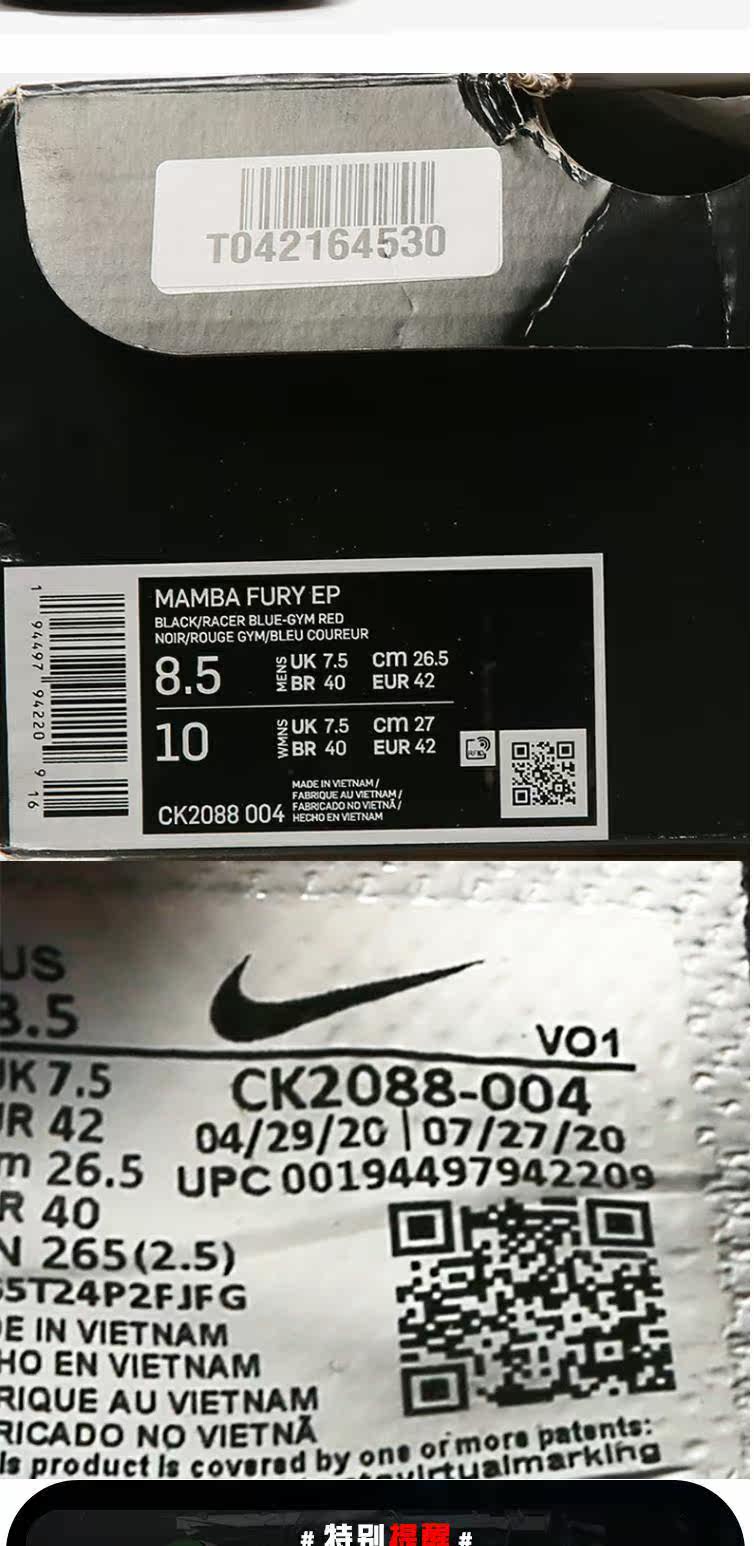 T042164530
1 94497 94220 9 16
MAMBA FURY EP
BLACK/RACER BLUE-GYM RED
NOIR/ROUGE GYM/BLEU COUREUR
8.5 MENS UK 7.5 cm 26.5
BR 40 EUR 42
10 WMNS UK 7.5 cm 27
BR 40 EUR 42
MADE IN VIETNAM /
FABRIQUE AU VIETNAM /
FABRICADO NO VIETNÃ /
HECHO EN VIETNAM
CK2088 004
RFID
US
8.5
VO1
UK 7.5
CK2088-004
R 42
04/29/20 | 07/27/20
m 26.5
UPC 00194497942209
R 40
N 265(2.5)
5T24P2FJFG
E IN VIETNAM
HO EN VIETNAM
RIQUE AU VIETNAM
RICADO NO VIETNÃ
is product is covered by one or more patents:
virtualmarking
# 特别提醒 #